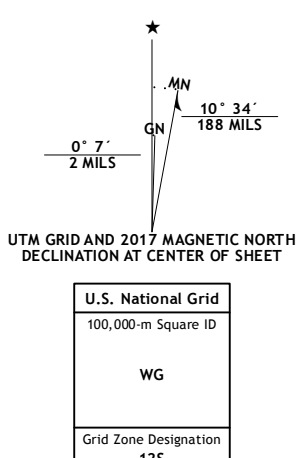 ★
MN
10° 34´
188 MILS
GN
0° 7´
2 MILS
UTM GRID AND 2017 MAGNETIC NORTH
DECLINATION AT CENTER OF SHEET
U.S. National Grid
100,000-m Square ID
WG
Grid Zone Designation
12S